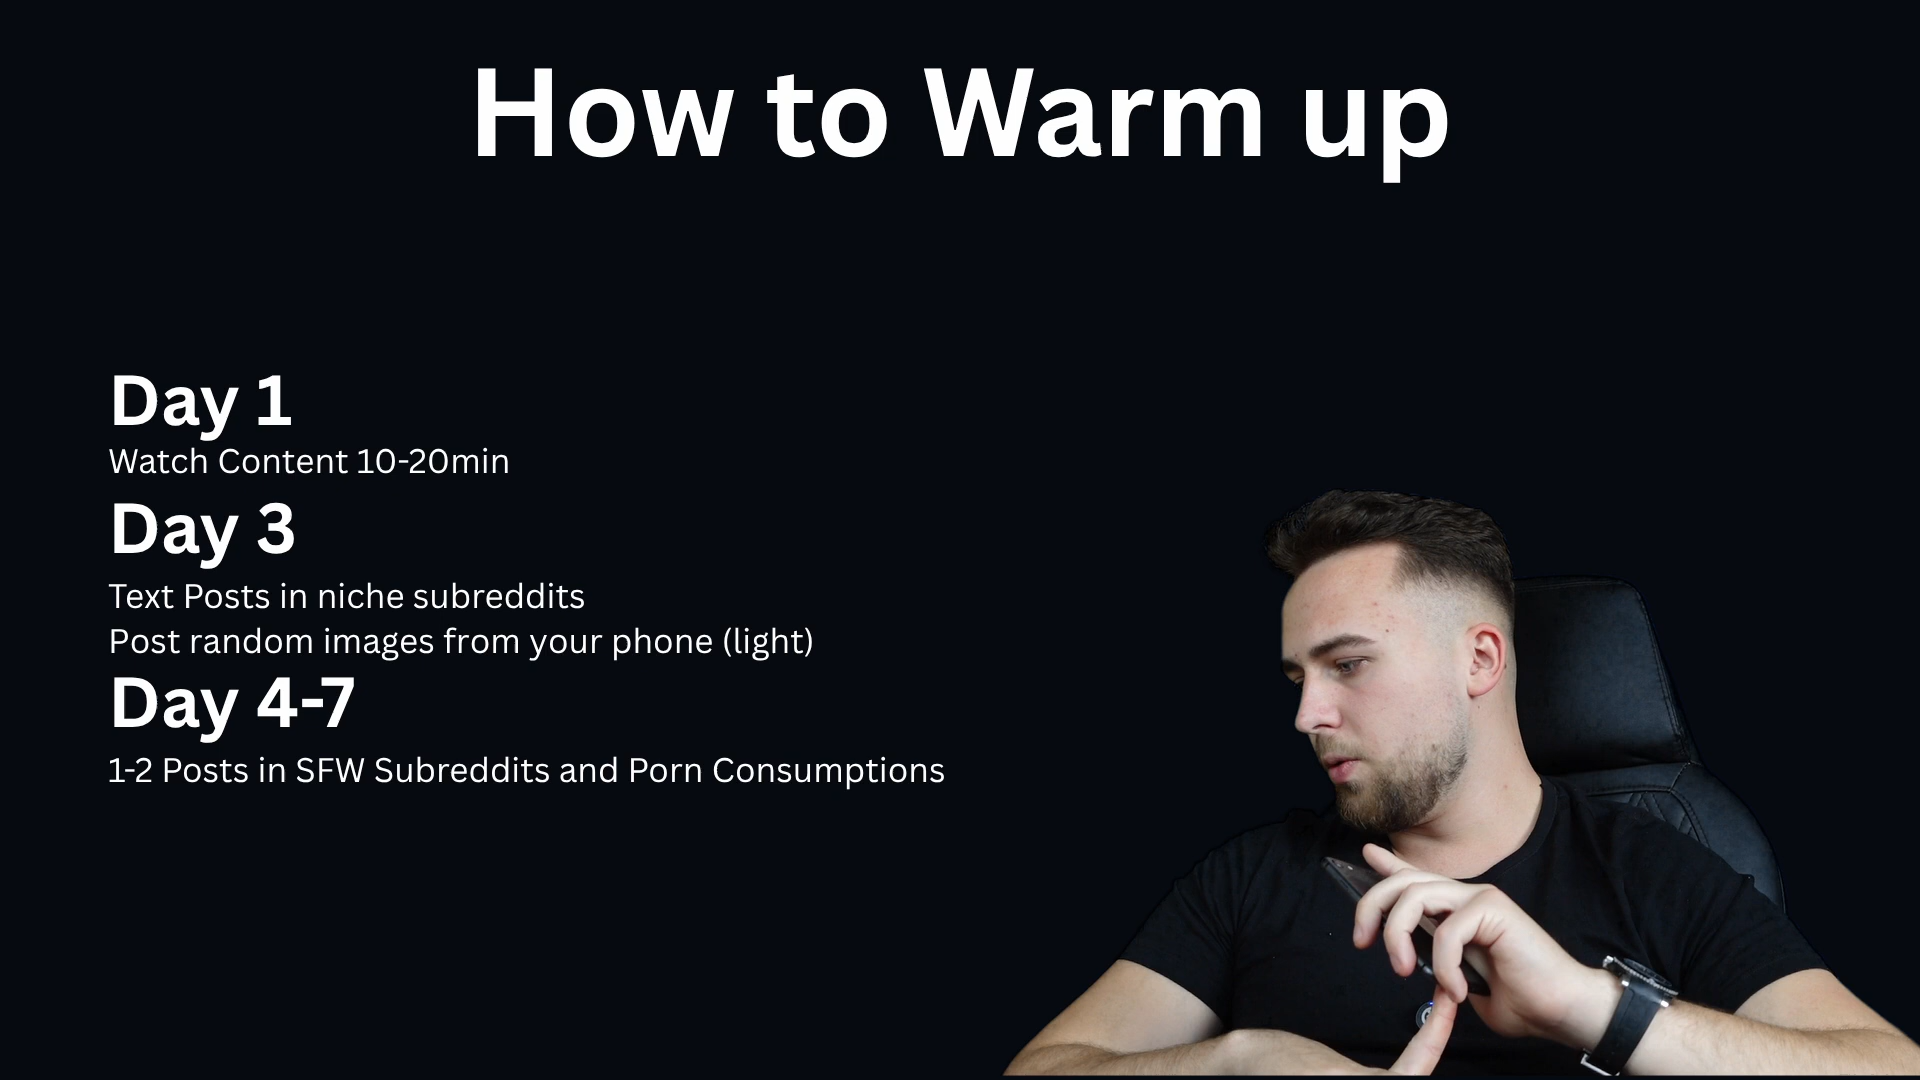 How to Warm up
Day 1
Watch Content 10-20min
Day 3
Text Posts in niche subreddits
Post random images from your phone (light)
Day 4-7
1-2 Posts in SFW Subreddits and Porn Consumptions